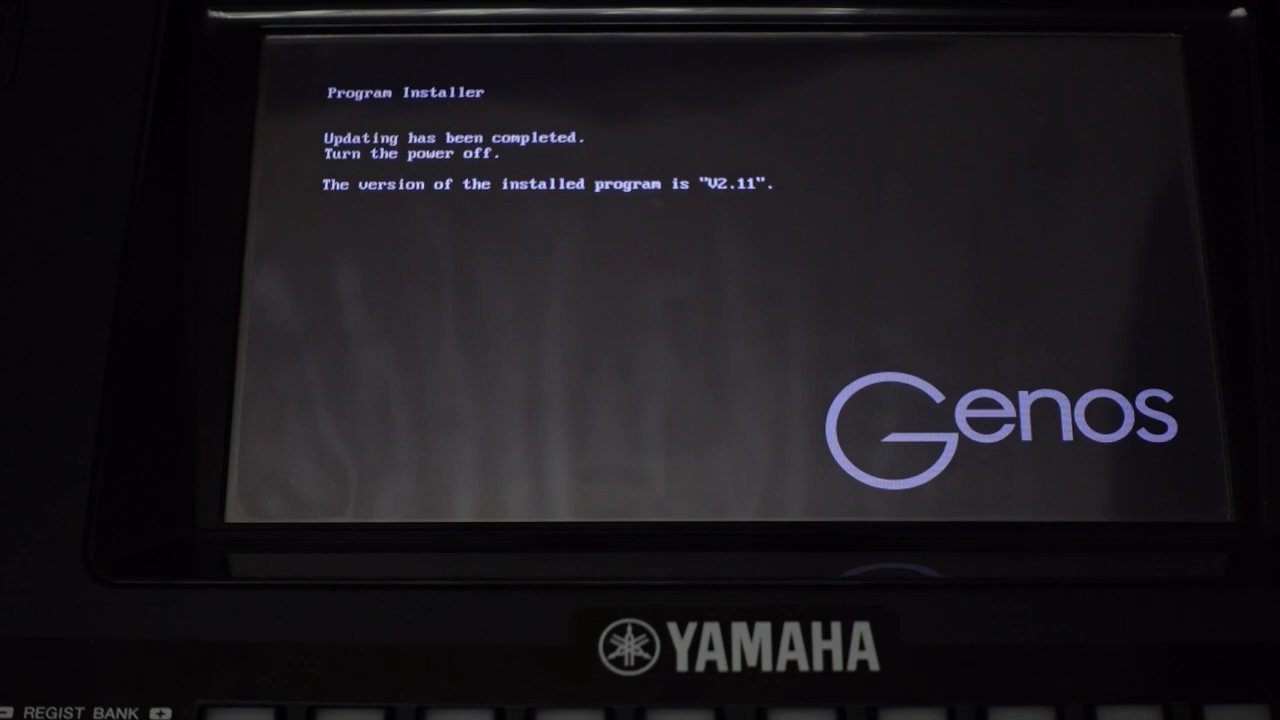 Program Installer
Updating has been completed.
Turn the power off.
The version of the installed program is "V2.11".
Genos
YAMAHA
- REGIST BANK +